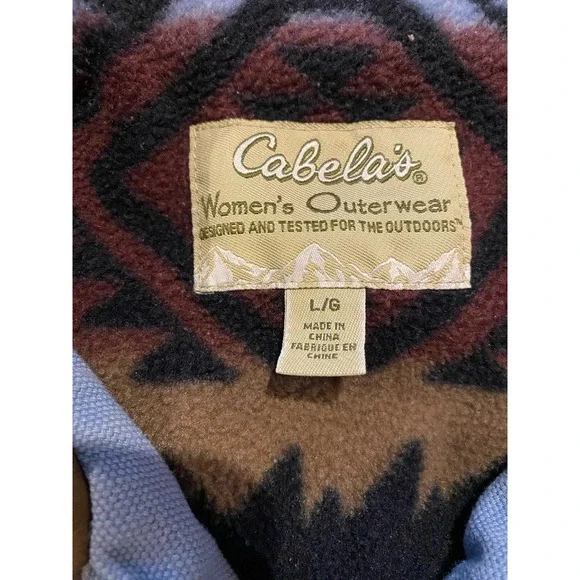 Cabela's®
Women's Outerwear
DESIGNED AND TESTED FOR THE OUTDOORS™
L/G
MADE IN
CHINA
FABRIQUE EN
CHINE